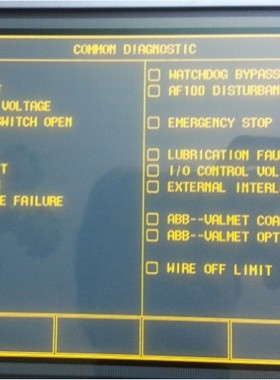 COMMON DIAGNOSTIC
VOLTAGE
SWITCH OPEN
E FAILURE
WATCHDOG BYPASS
AF100 DISTURBAN
EMERGENCY STOP
LUBRICATION FAU
I/O CONTROL VOL
EXTERNAL INTERL
ABB--VALMET COA
ABB--VALMET OPT
WIRE OFF LIMIT